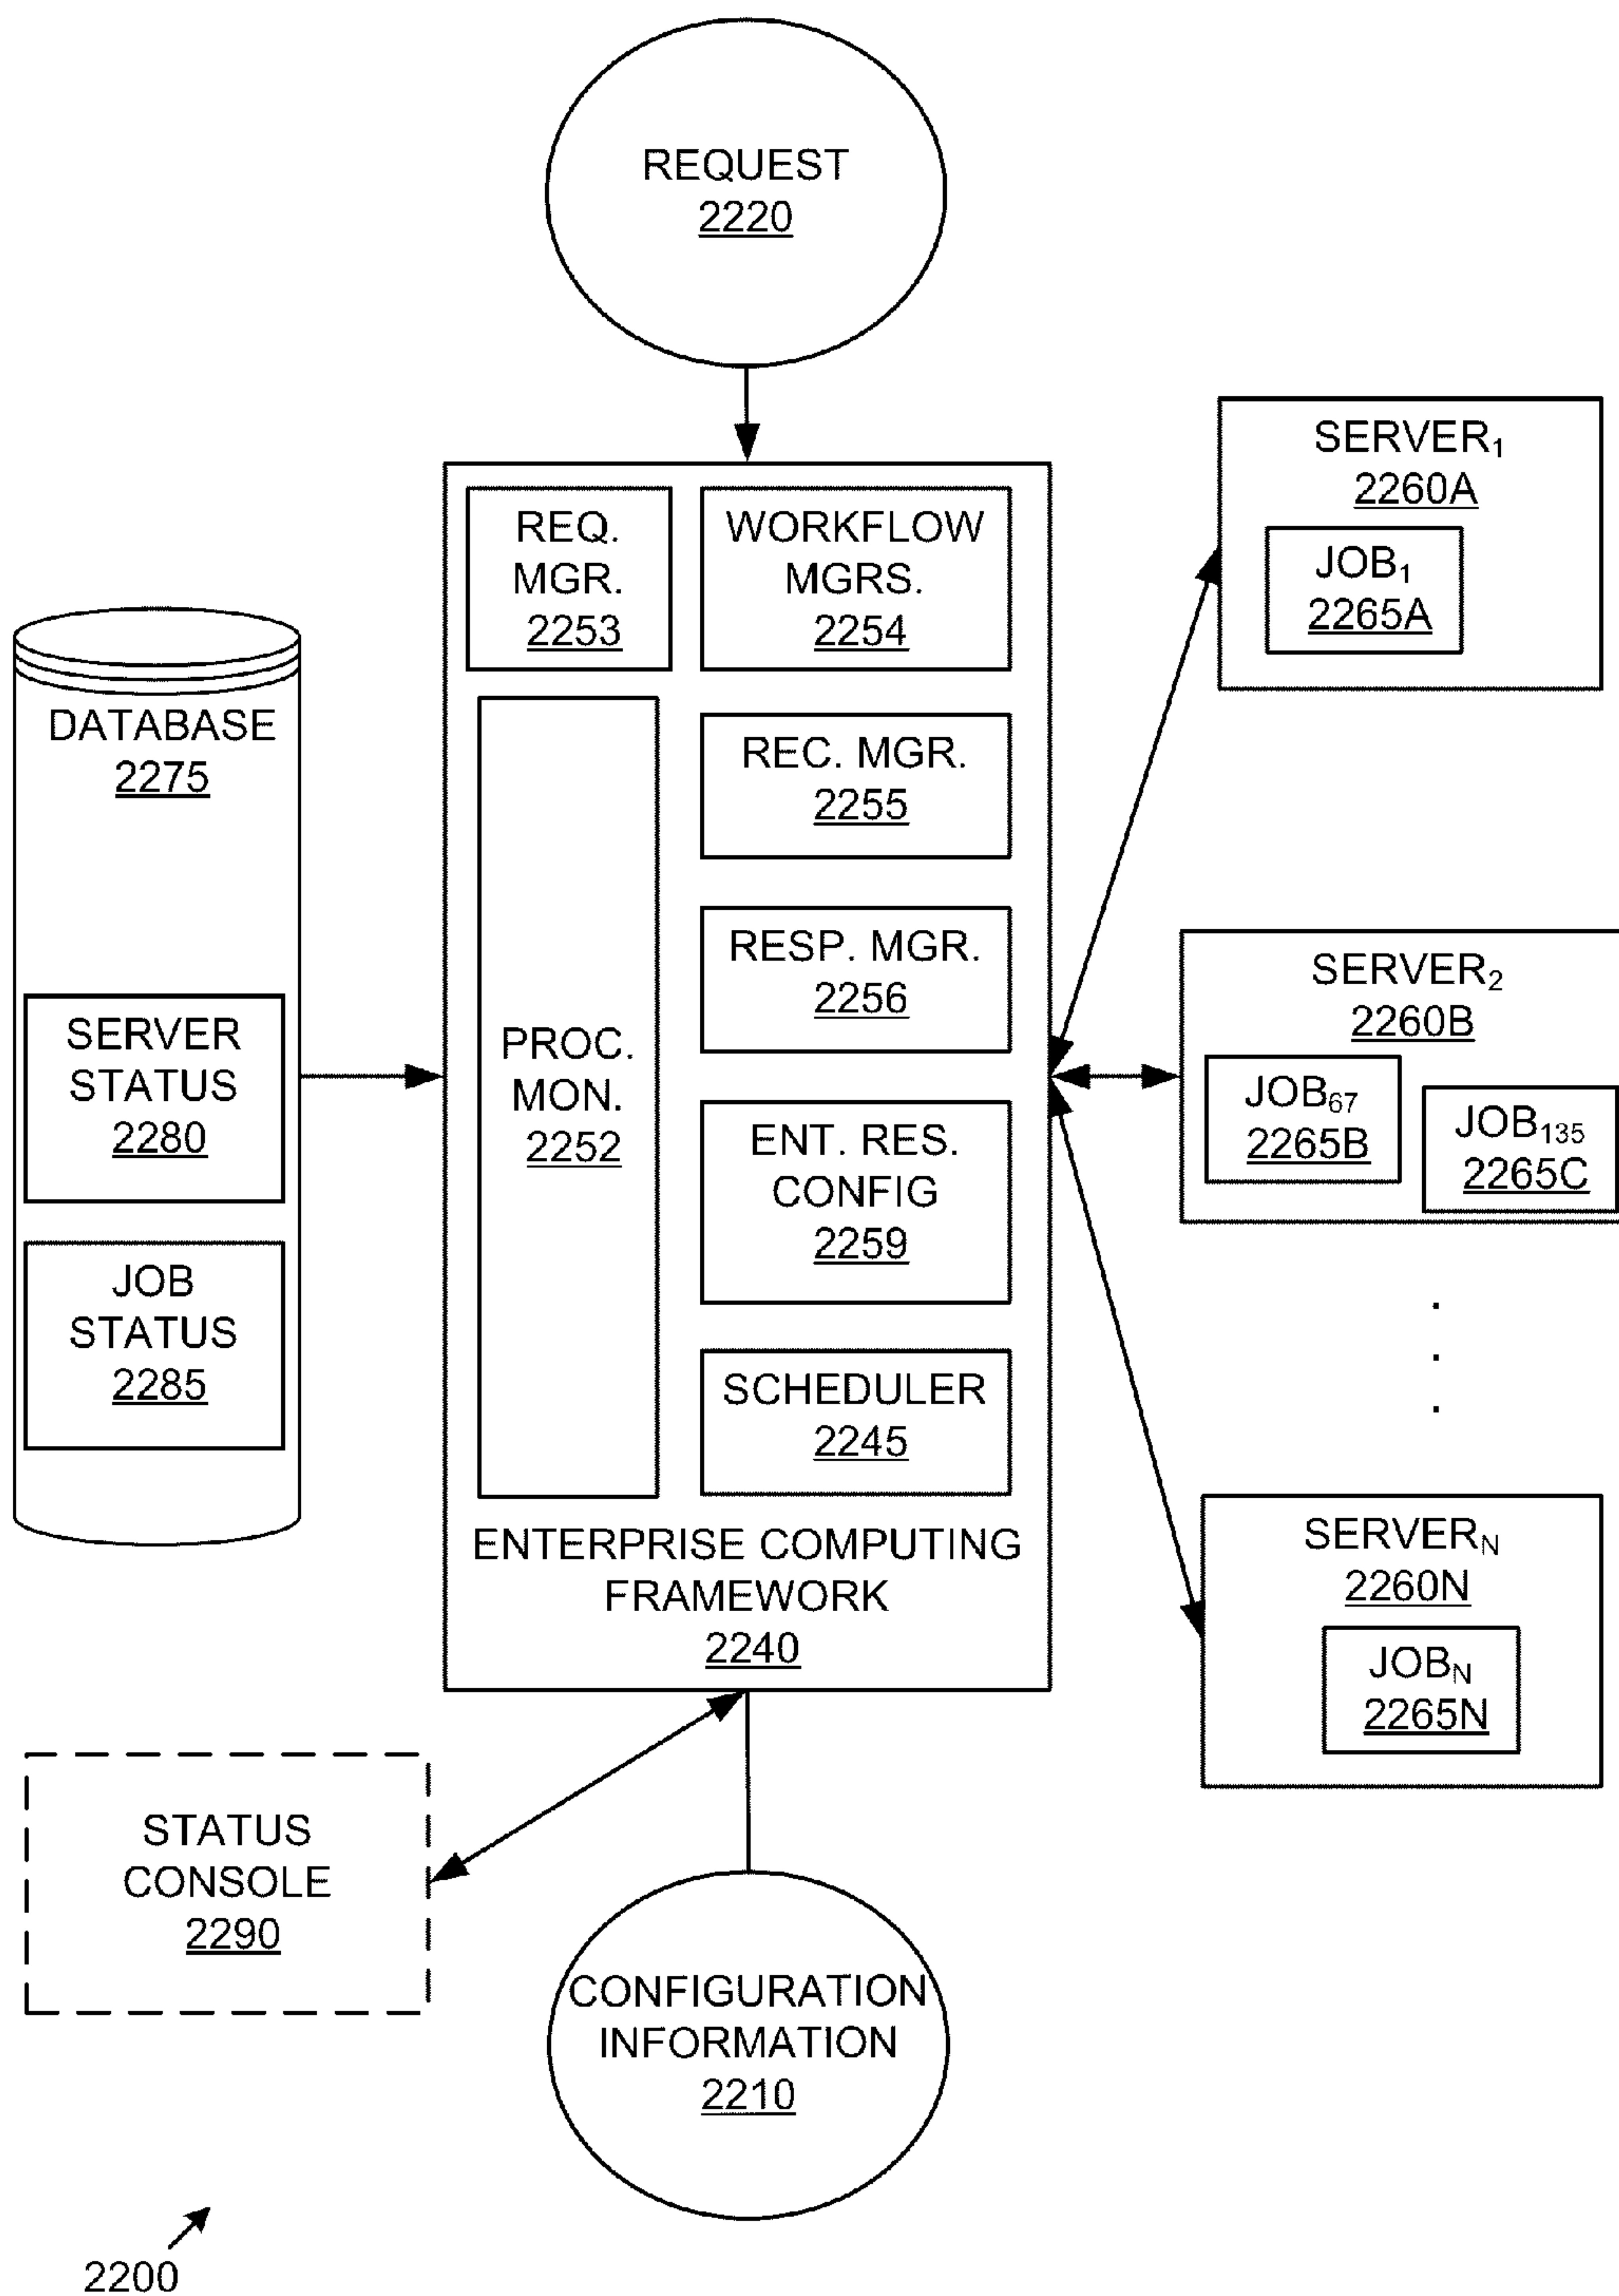 REQUEST
2220
SERVER₁
2260A
JOB₁
2265A
REQ.
MGR.
2253
WORKFLOW
MGRS.
2254
DATABASE
2275
REC. MGR.
2255
RESP. MGR.
2256
SERVER
STATUS
2280
PROC.
MON.
2252
SERVER₂
2260B
JOB₆₇
2265B
JOB₁₃₅
2265C
ENT. RES.
CONFIG
2259
JOB
STATUS
2285
SCHEDULER
2245
ENTERPRISE COMPUTING
FRAMEWORK
2240
SERVER_N
2260N
JOB_N
2265N
STATUS
CONSOLE
2290
CONFIGURATION
INFORMATION
2210
2200